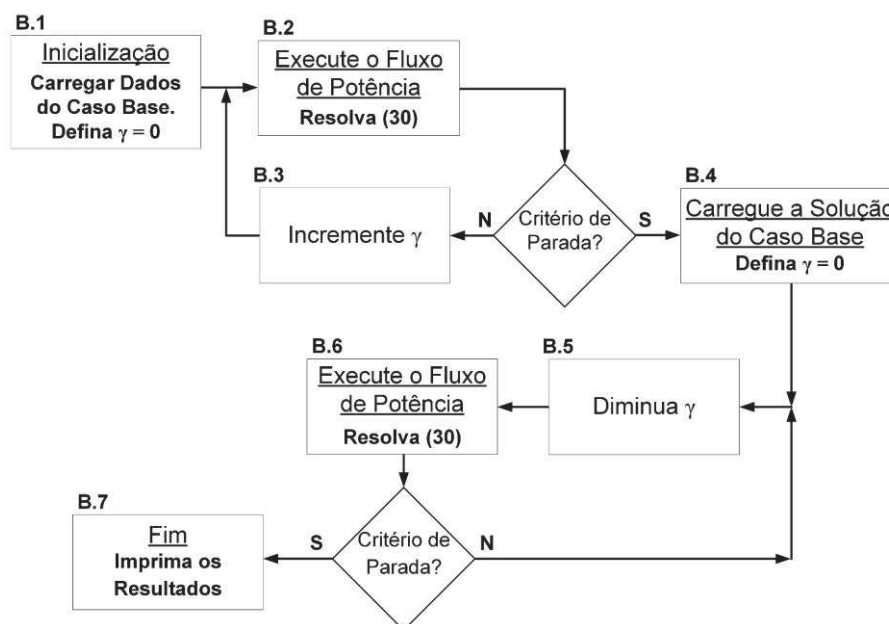 B.1
Inicialização
Carregar Dados
do Caso Base.
Defina γ = 0
B.2
Execute o Fluxo
de Potência
Resolva (30)
B.3
Incremente γ
N
Critério de
Parada?
S
B.4
Carregue a Solução
do Caso Base
Defina γ = 0
B.5
Diminua γ
B.6
Execute o Fluxo
de Potência
Resolva (30)
B.7
Fim
Imprima os
Resultados
S
Critério de
Parada?
N